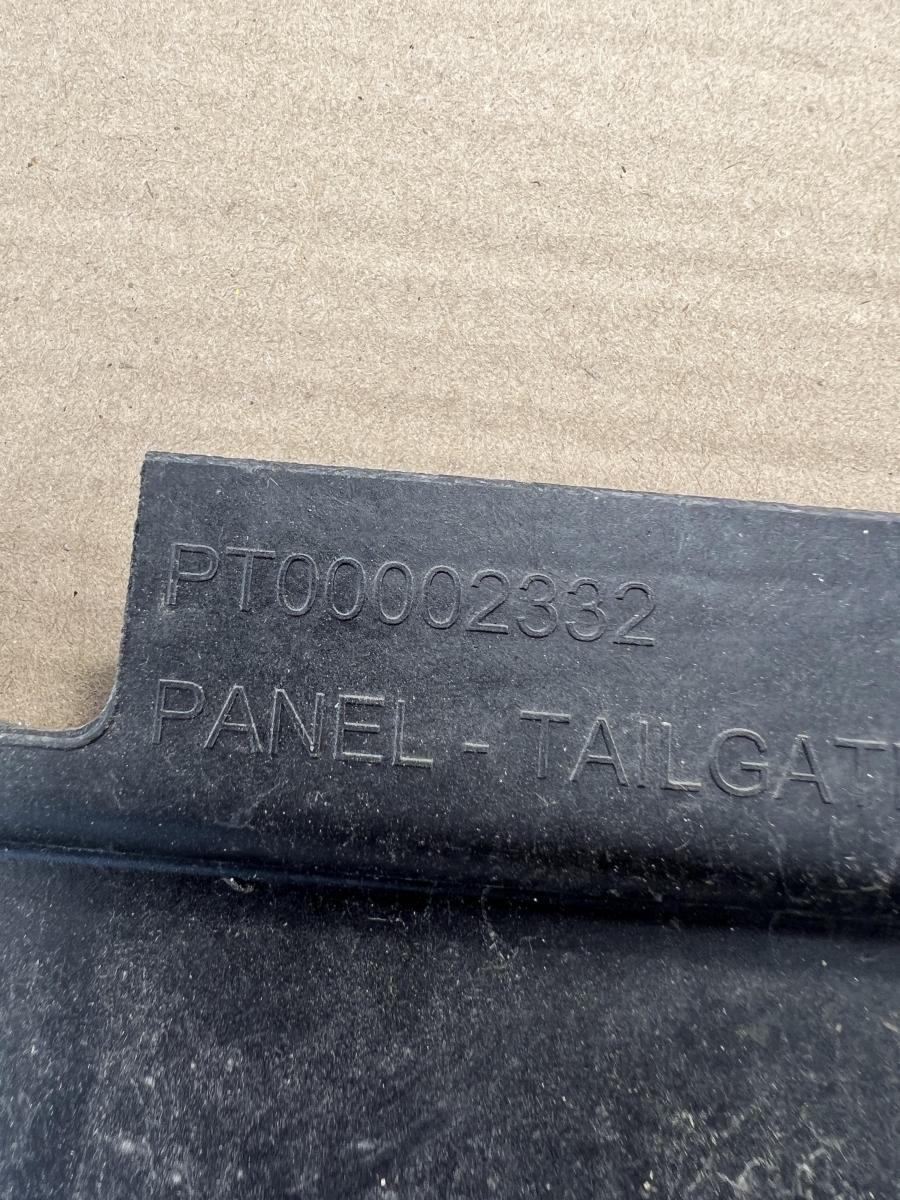 PT00002332
PANEL - TAILGAT